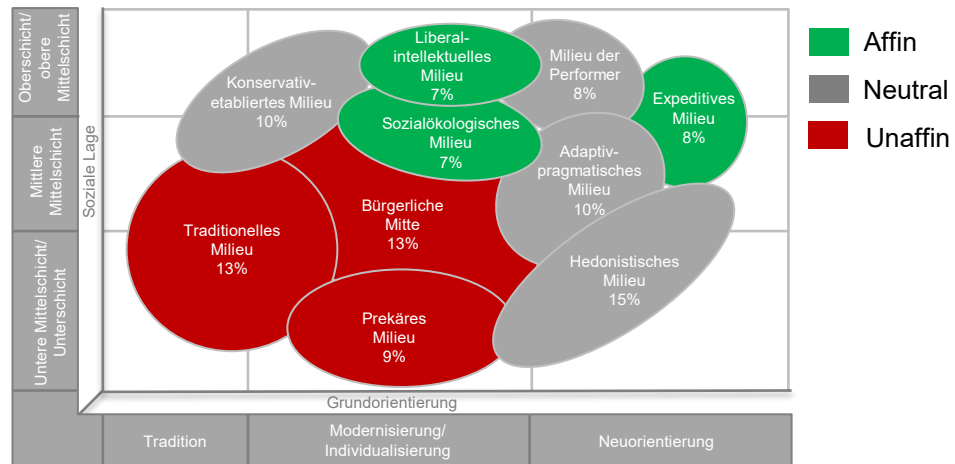 Oberschicht/
obere
Mittelschicht
Mittlere
Mittelschicht
Untere Mittelschicht/
Unterschicht
Soziale Lage
Konservativ-
etabliertes Milieu
10%
Liberal-
intellektuelles
Milieu
7%
Milieu der
Performer
8%
Expeditives
Milieu
8%
Sozialökologisches
Milieu
7%
Adaptiv-
pragmatisches
Milieu
10%
Traditionelles
Milieu
13%
Bürgerliche
Mitte
13%
Hedonistisches
Milieu
15%
Prekäres
Milieu
9%
Grundorientierung
Tradition
Modernisierung/
Individualisierung
Neuorientierung
Affin
Neutral
Unaffin